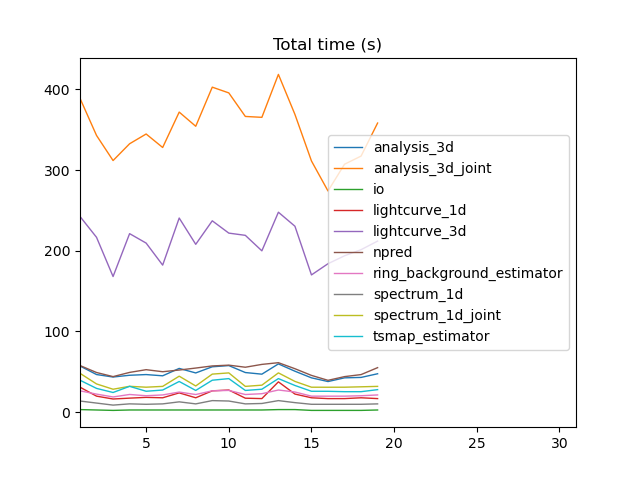 Total time (s)
400
300
200
100
0
5
10
15
20
25
30
analysis_3d
analysis_3d_joint
io
lightcurve_1d
lightcurve_3d
npred
ring_background_estimator
spectrum_1d
spectrum_1d_joint
tsmap_estimator